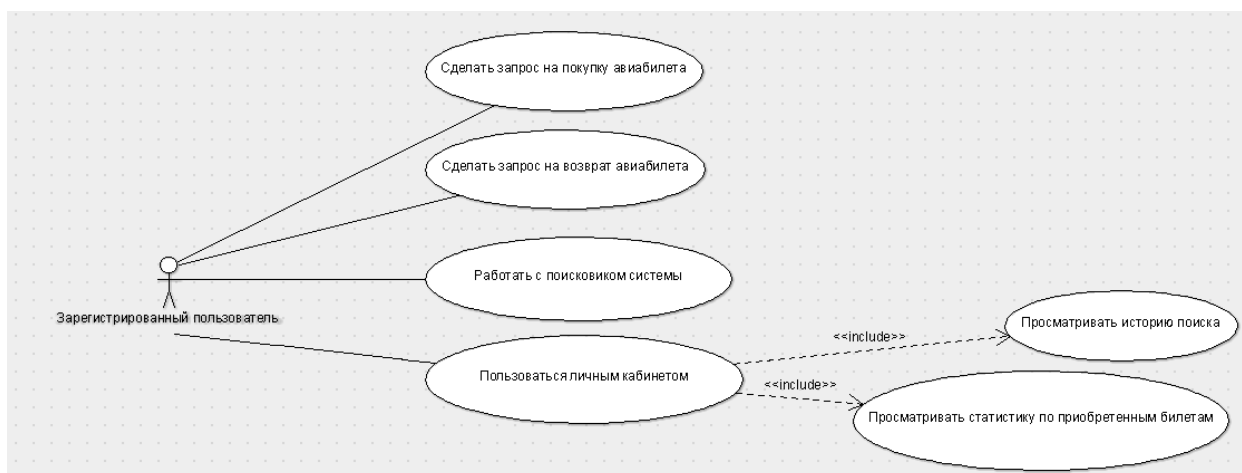 Сделать запрос на покупку авиабилета
Сделать запрос на возврат авиабилета
Работать с поисковиком системы
Зарегистрированный пользователь
Просматривать историю поиска
<<include>>
Пользоваться личным кабинетом
<<include>>
Просматривать статистику по приобретенным билетам